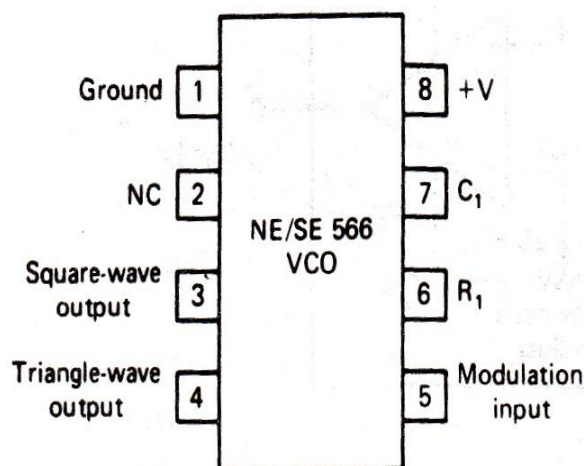 Ground 1
NC 2
Square-wave
output 3
Triangle-wave
output 4
NE/SE 566
VCO
8 +V
7 C₁
6 R₁
5 Modulation
input